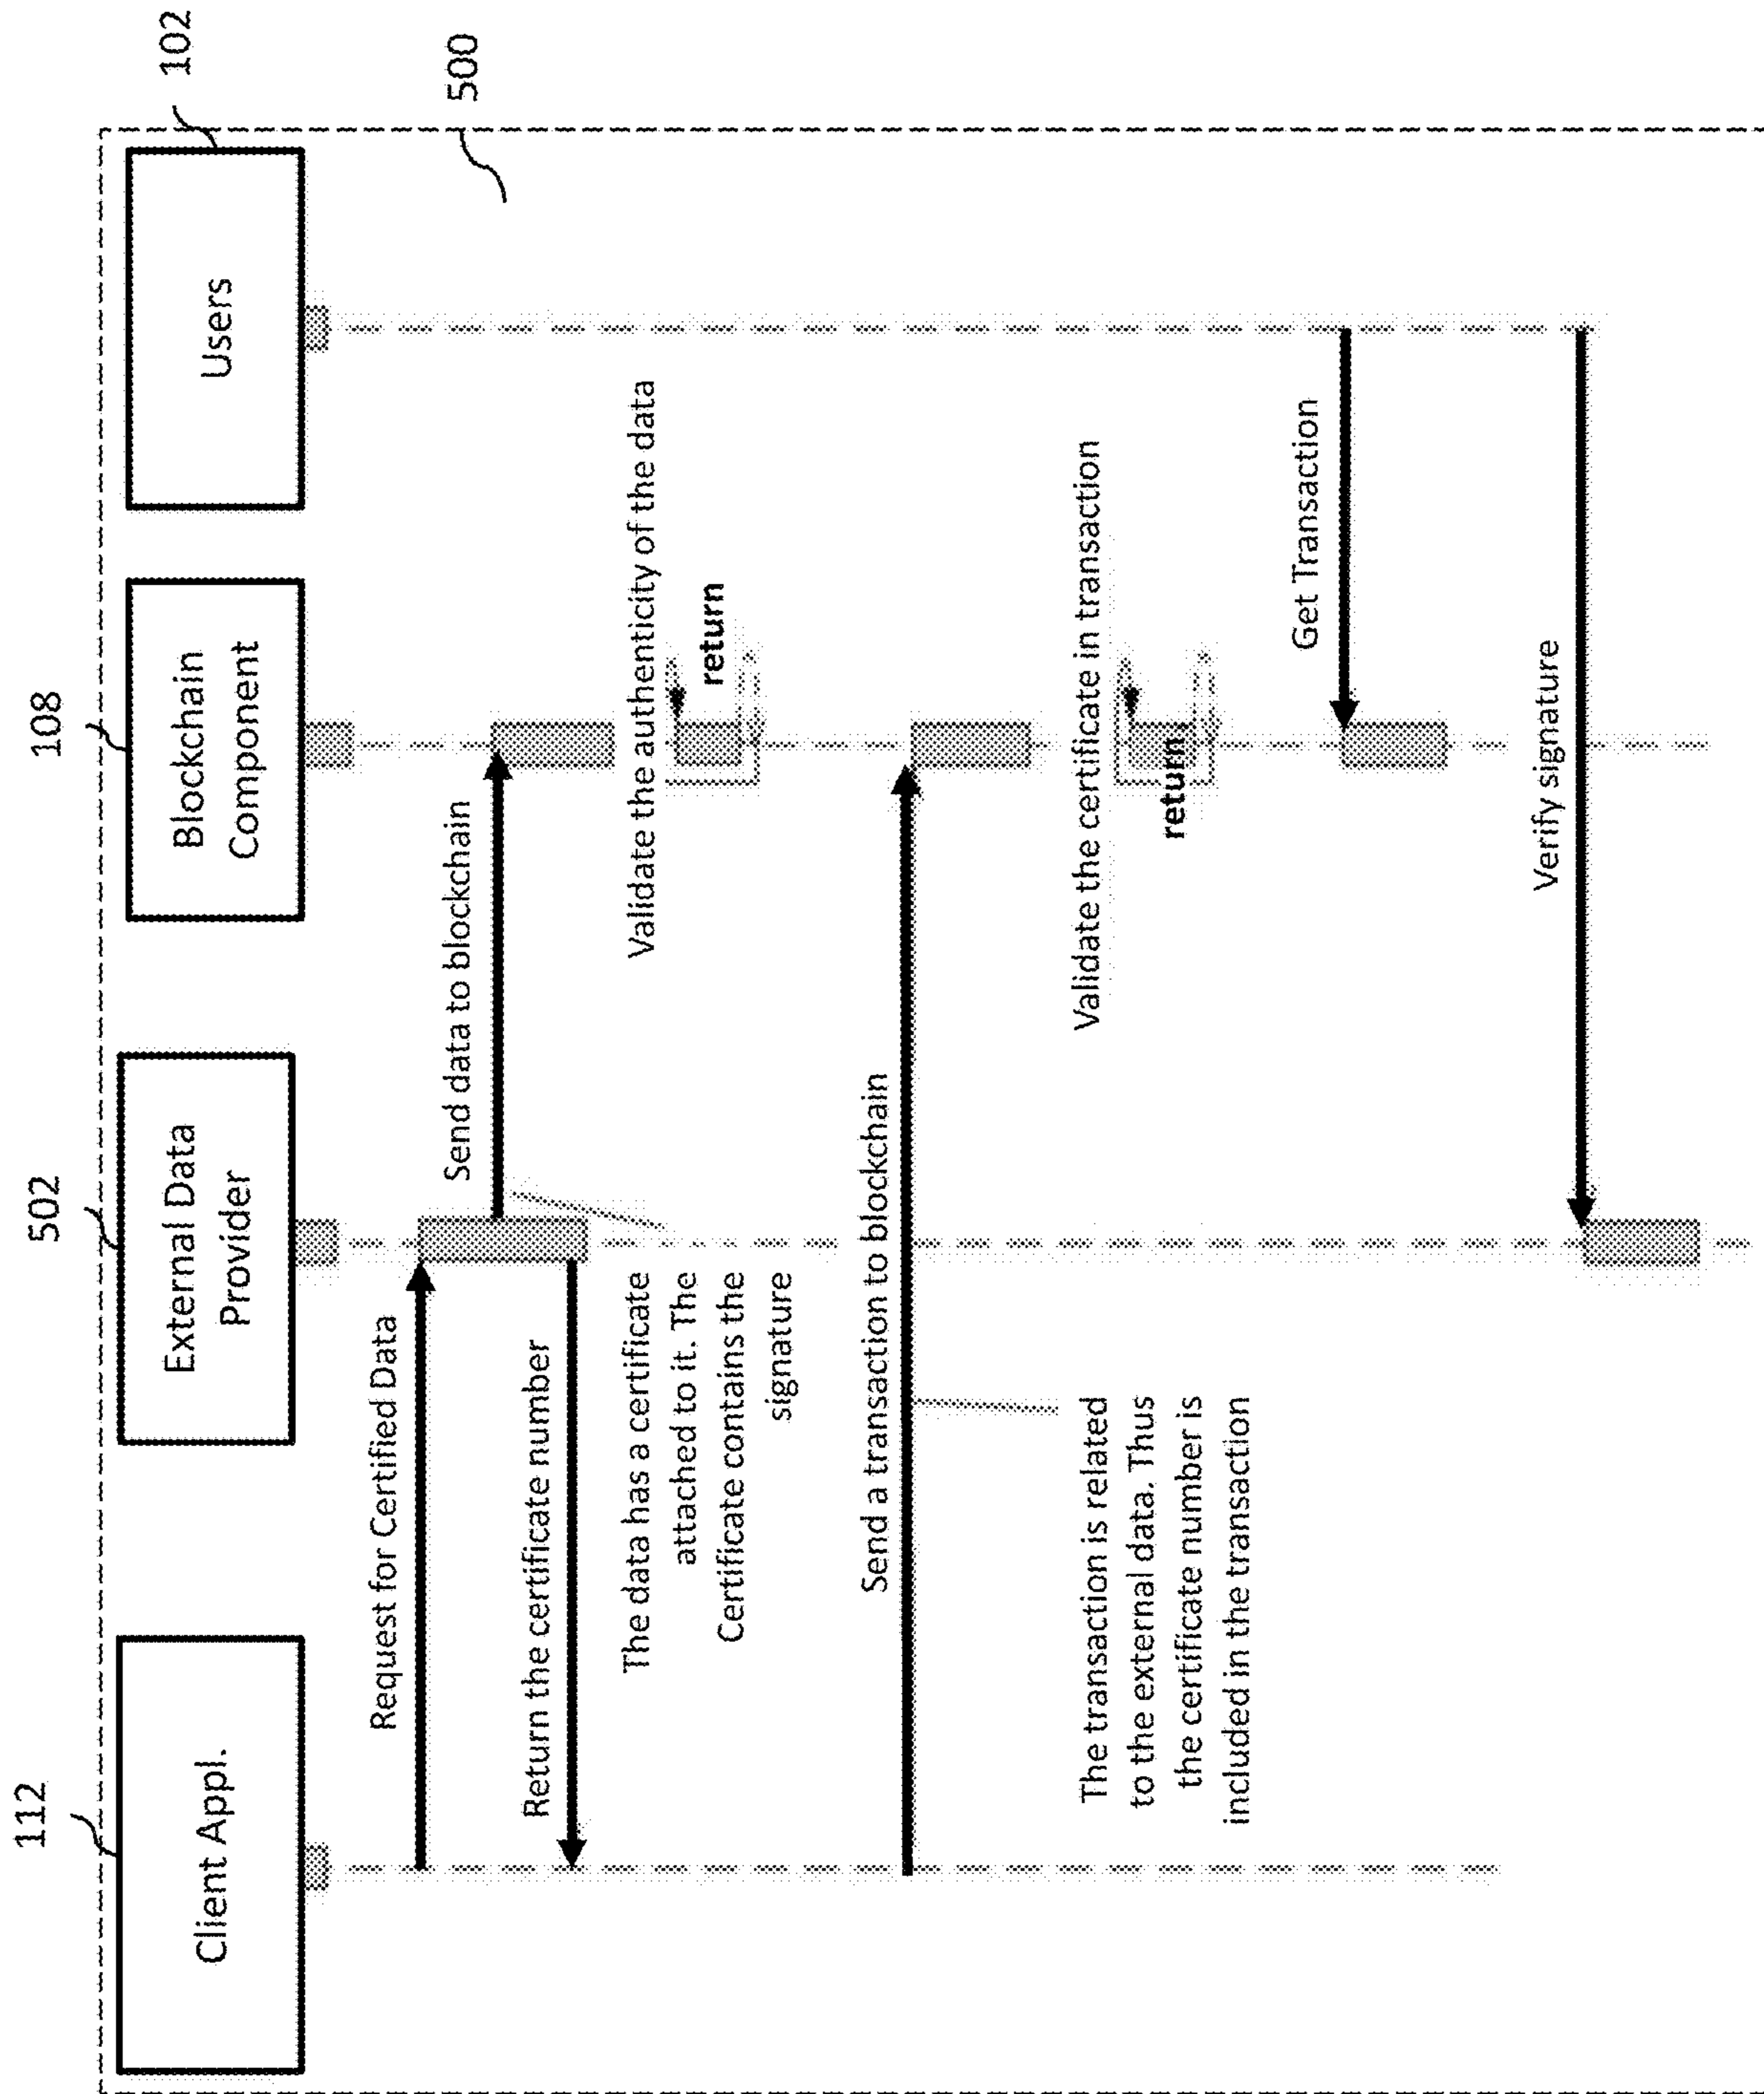 112
502
108
102
Client Appl.
External Data
Provider
Blockchain
Component
Users
500
Request for Certified Data
Send data to blockchain
Return the certificate number
The data has a certificate
attached to it. The
Certificate contains the
signature
Validate the authenticity of the data
return
Send a transaction to blockchain
The transaction is related
to the external data. Thus
the certificate number is
included in the transaction
Validate the certificate in transaction
return
Get Transaction
Verify signature